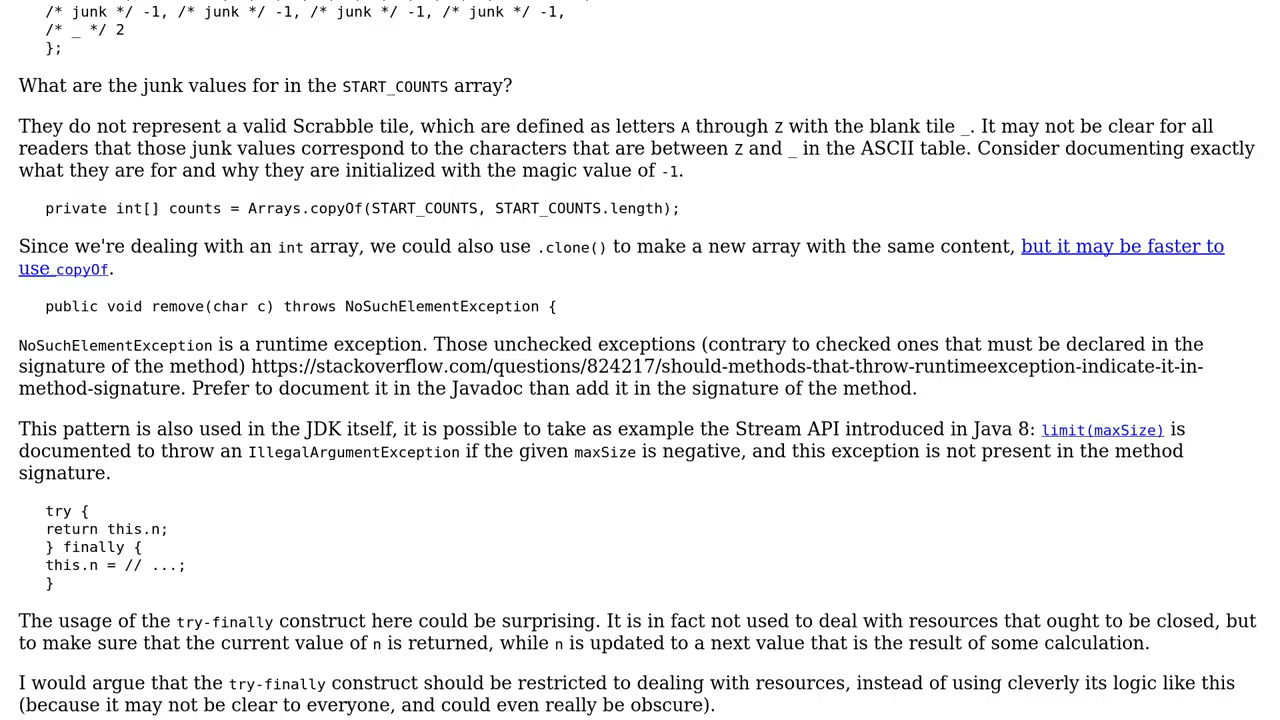 /* junk */ -1, /* junk */ -1, /* junk */ -1, /* junk */ -1,
/* _ */ 2
};
What are the junk values for in the START_COUNTS array?
They do not represent a valid Scrabble tile, which are defined as letters A through Z with the blank tile _. It may not be clear for all
readers that those junk values correspond to the characters that are between Z and _ in the ASCII table. Consider documenting exactly
what they are for and why they are initialized with the magic value of -1.
private int[] counts = Arrays.copyOf(START_COUNTS, START_COUNTS.length);
Since we're dealing with an int array, we could also use .clone() to make a new array with the same content, but it may be faster to
use copyOf.
public void remove(char c) throws NoSuchElementException {
NoSuchElementException is a runtime exception. Those unchecked exceptions (contrary to checked ones that must be declared in the
signature of the method) https://stackoverflow.com/questions/824217/should-methods-that-throw-runtimeexception-indicate-it-in-
method-signature. Prefer to document it in the Javadoc than add it in the signature of the method.
This pattern is also used in the JDK itself, it is possible to take as example the Stream API introduced in Java 8: limit(maxSize) is
documented to throw an IllegalArgumentException if the given maxSize is negative, and this exception is not present in the method
signature.
try {
return this.n;
} finally {
this.n = // ...;
}
The usage of the try-finally construct here could be surprising. It is in fact not used to deal with resources that ought to be closed, but
to make sure that the current value of n is returned, while n is updated to a next value that is the result of some calculation.
I would argue that the try-finally construct should be restricted to dealing with resources, instead of using cleverly its logic like this
(because it may not be clear to everyone, and could even really be obscure).